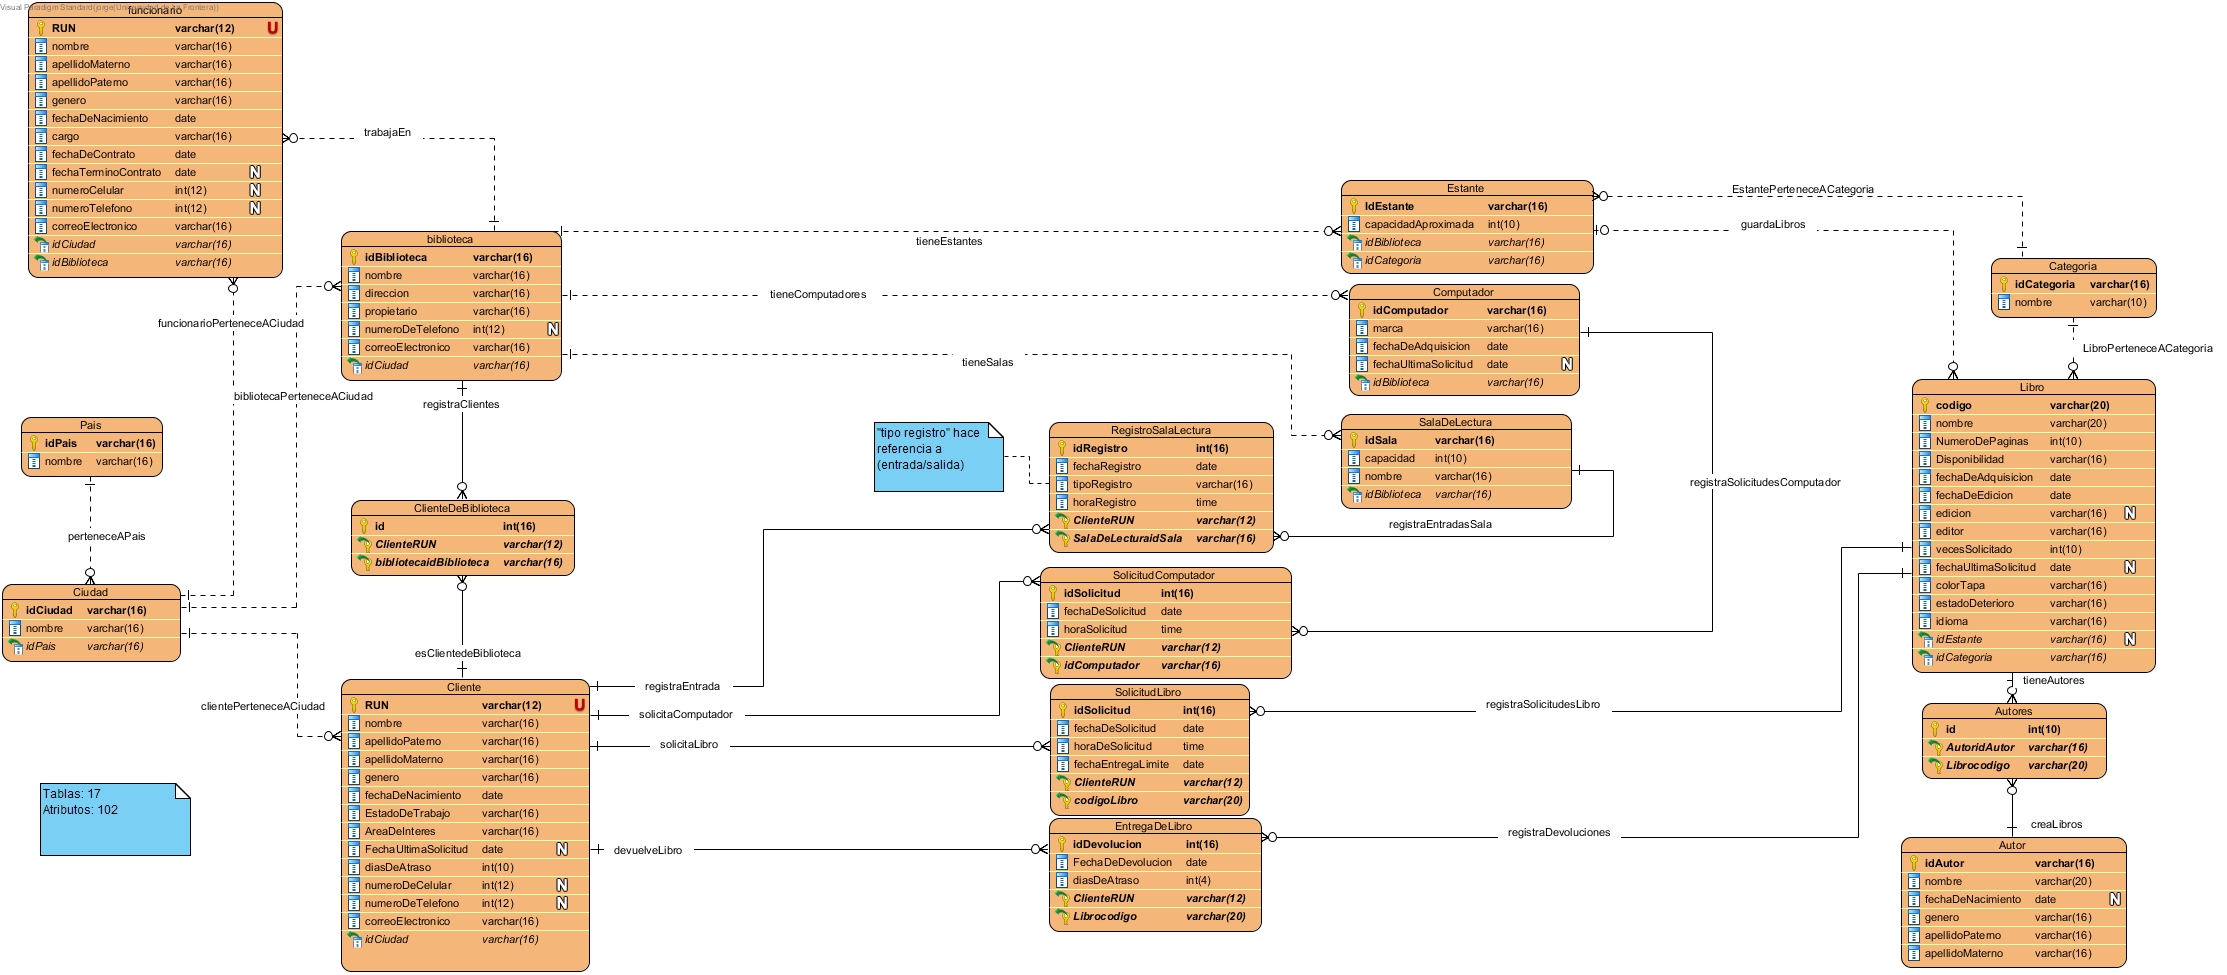 Visual Paradigm Standard(jorge(Universidad de la Frontera))
funcionario
RUN varchar(12) U
nombre varchar(16)
apellidoMaterno varchar(16)
apellidoPaterno varchar(16)
genero varchar(16)
fechaDeNacimiento date
cargo varchar(16)
fechaDeContrato date
fechaTerminoContrato date N
numeroCelular int(12) N
numeroTelefono int(12) N
correoElectronico varchar(16)
idCiudad varchar(16)
idBiblioteca varchar(16)
trabajaEn
funcionarioPerteneceACiudad
bibliotecaPerteneceACiudad
biblioteca
idBiblioteca varchar(16)
nombre varchar(16)
direccion varchar(16)
propietario varchar(16)
numeroDeTelefono int(12) N
correoElectronico varchar(16)
idCiudad varchar(16)
tieneEstantes
tieneComputadores
tieneSalas
registraClientes
Estante
IdEstante varchar(16)
capacidadAproximada int(10)
idBiblioteca varchar(16)
idCategoria varchar(16)
EstantePerteneceACategoria
guardaLibros
Categoria
idCategoria varchar(16)
nombre varchar(10)
LibroPerteneceACategoria
Computador
idComputador varchar(16)
marca varchar(16)
fechaDeAdquisicion date
fechaUltimaSolicitud date N
idBiblioteca varchar(16)
SalaDeLectura
idSala varchar(16)
capacidad int(10)
nombre varchar(16)
idBiblioteca varchar(16)
registraEntradasSala
registraSolicitudesComputador
"tipo registro" hace
referencia a
(entrada/salida)
RegistroSalaLectura
idRegistro int(16)
fechaRegistro date
tipoRegistro varchar(16)
horaRegistro time
ClienteRUN varchar(12)
SalaDeLecturaidSala varchar(16)
Pais
idPais varchar(16)
nombre varchar(16)
perteneceAPais
Ciudad
idCiudad varchar(16)
nombre varchar(16)
idPais varchar(16)
clientePerteneceACiudad
ClienteDeBiblioteca
id int(16)
ClienteRUN varchar(12)
bibliotecaidBiblioteca varchar(16)
esClientedeBiblioteca
SolicitudComputador
idSolicitud int(16)
fechaDeSolicitud date
horaSolicitud time
ClienteRUN varchar(12)
idComputador varchar(16)
Libro
codigo varchar(20)
nombre varchar(20)
NumeroDePaginas int(10)
Disponibilidad varchar(16)
fechaDeAdquisicion date
fechaDeEdicion date
edicion varchar(16) N
editor varchar(16)
vecesSolicitado int(10)
fechaUltimaSolicitud date N
colorTapa varchar(16)
estadoDeterioro varchar(16)
idioma varchar(16)
idEstante varchar(16) N
idCategoria varchar(16)
tieneAutores
Cliente
RUN varchar(12) U
nombre varchar(16)
apellidoPaterno varchar(16)
apellidoMaterno varchar(16)
genero varchar(16)
fechaDeNacimiento date
EstadoDeTrabajo varchar(16)
AreaDeInteres varchar(16)
FechaUltimaSolicitud date N
diasDeAtraso int(10)
numeroDeCelular int(12) N
numeroDeTelefono int(12) N
correoElectronico varchar(16)
idCiudad varchar(16)
registraEntrada
solicitaComputador
solicitaLibro
devuelveLibro
SolicitudLibro
idSolicitud int(16)
fechaDeSolicitud date
horaDeSolicitud time
fechaEntregaLimite date
ClienteRUN varchar(12)
codigoLibro varchar(20)
registraSolicitudesLibro
EntregaDeLibro
idDevolucion int(16)
FechaDeDevolucion date
diasDeAtraso int(4)
ClienteRUN varchar(12)
Librocodigo varchar(20)
registraDevoluciones
Autores
id int(10)
AutoridAutor varchar(16)
Librocodigo varchar(20)
creaLibros
Autor
idAutor varchar(16)
nombre varchar(20)
fechaDeNacimiento date N
genero varchar(16)
apellidoPaterno varchar(16)
apellidoMaterno varchar(16)
Tablas: 17
Atributos: 102